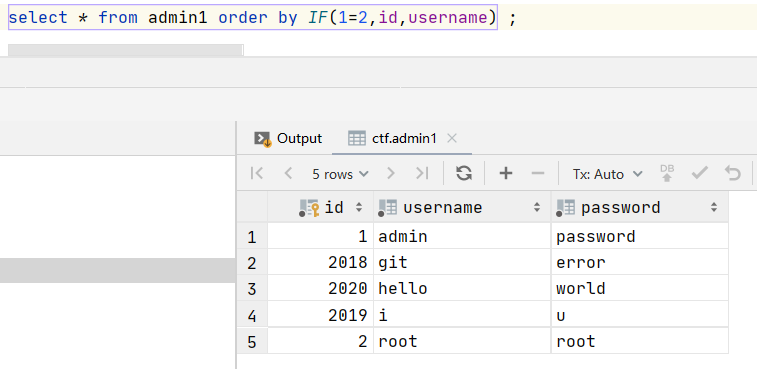 select * from admin1 order by IF(1=2,id,username) ;
Output ctf.admin1
5 rows Tx: Auto DB
id username password
1 1 admin password
2 2018 git error
3 2020 hello world
4 2019 i u
5 2 root root